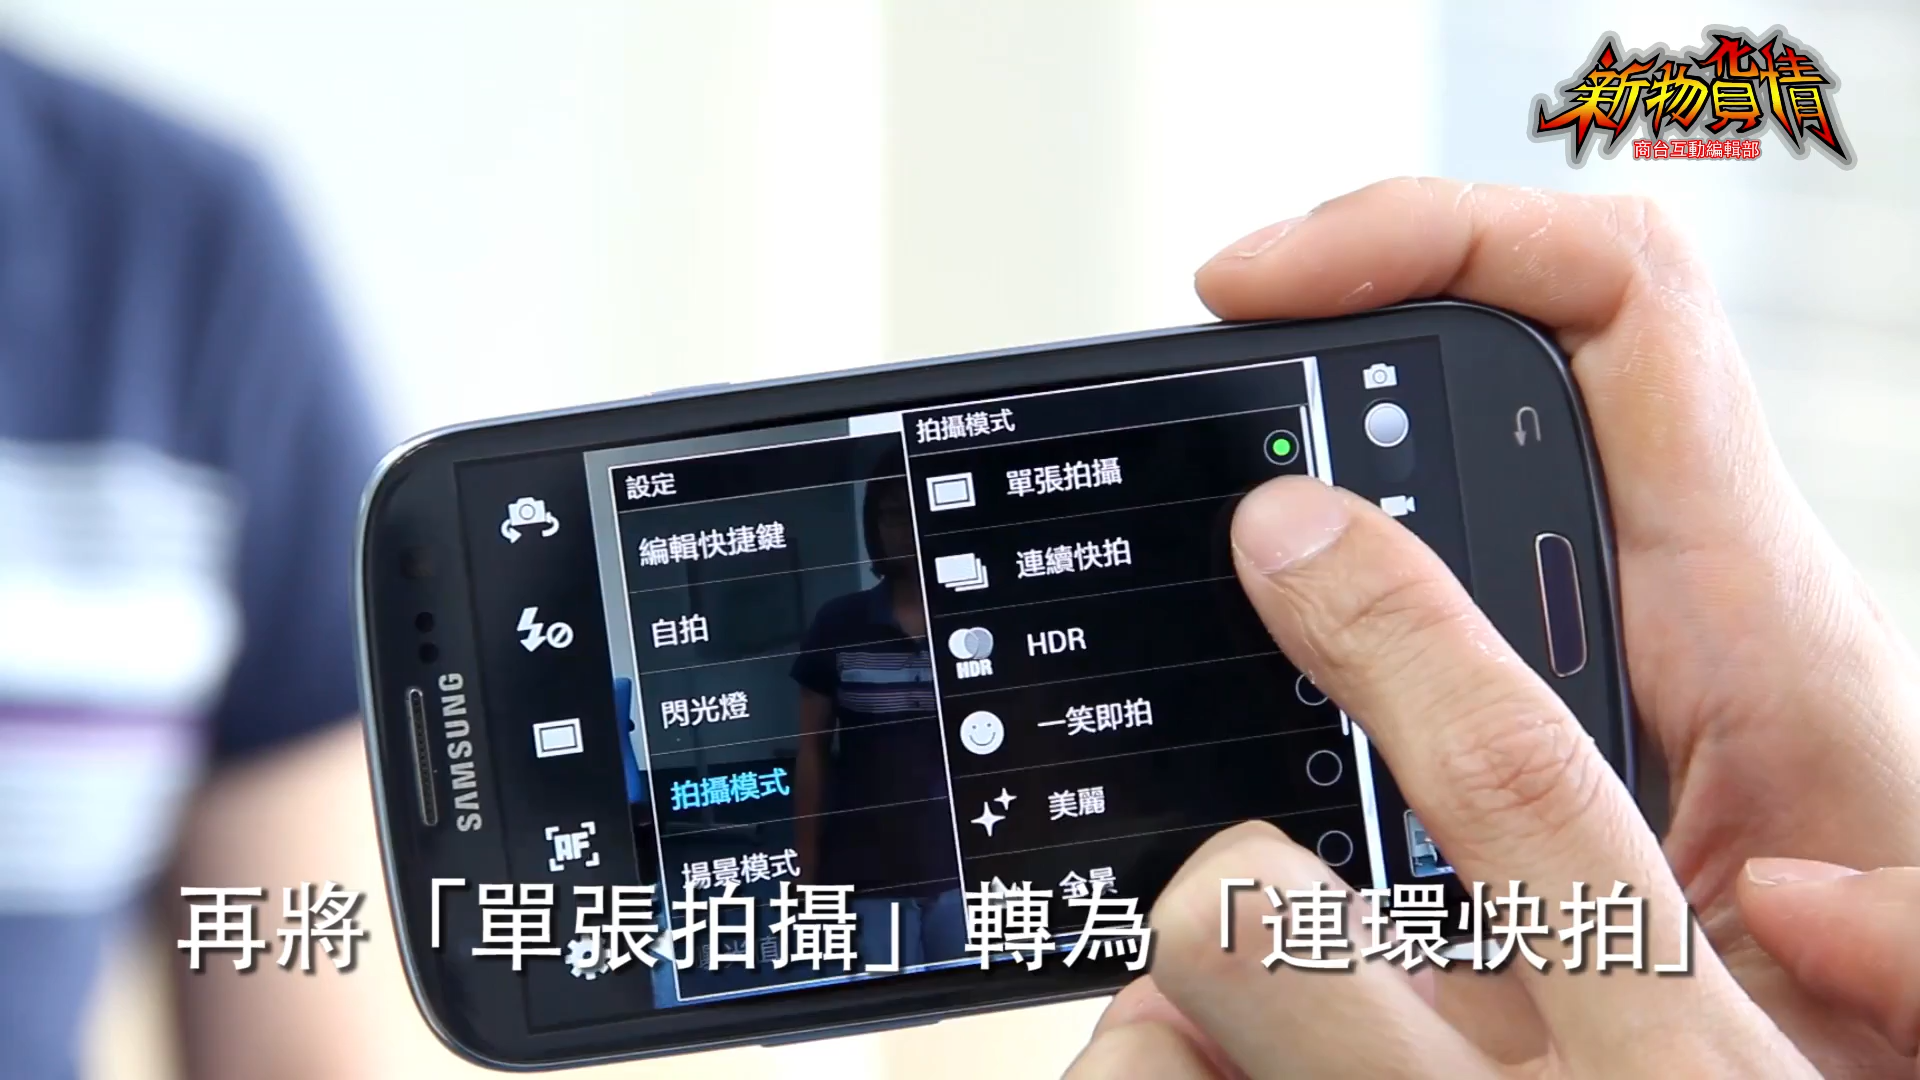 新物貨情
商台互動編輯部
SAMSUNG
AF
設定
編輯快捷鍵
自拍
閃光燈
拍攝模式
場景模式
拍攝模式
單張拍攝
連續快拍
HDR
HDR
一笑即拍
美麗
全景
再將「單張拍攝」轉為「連環快拍」